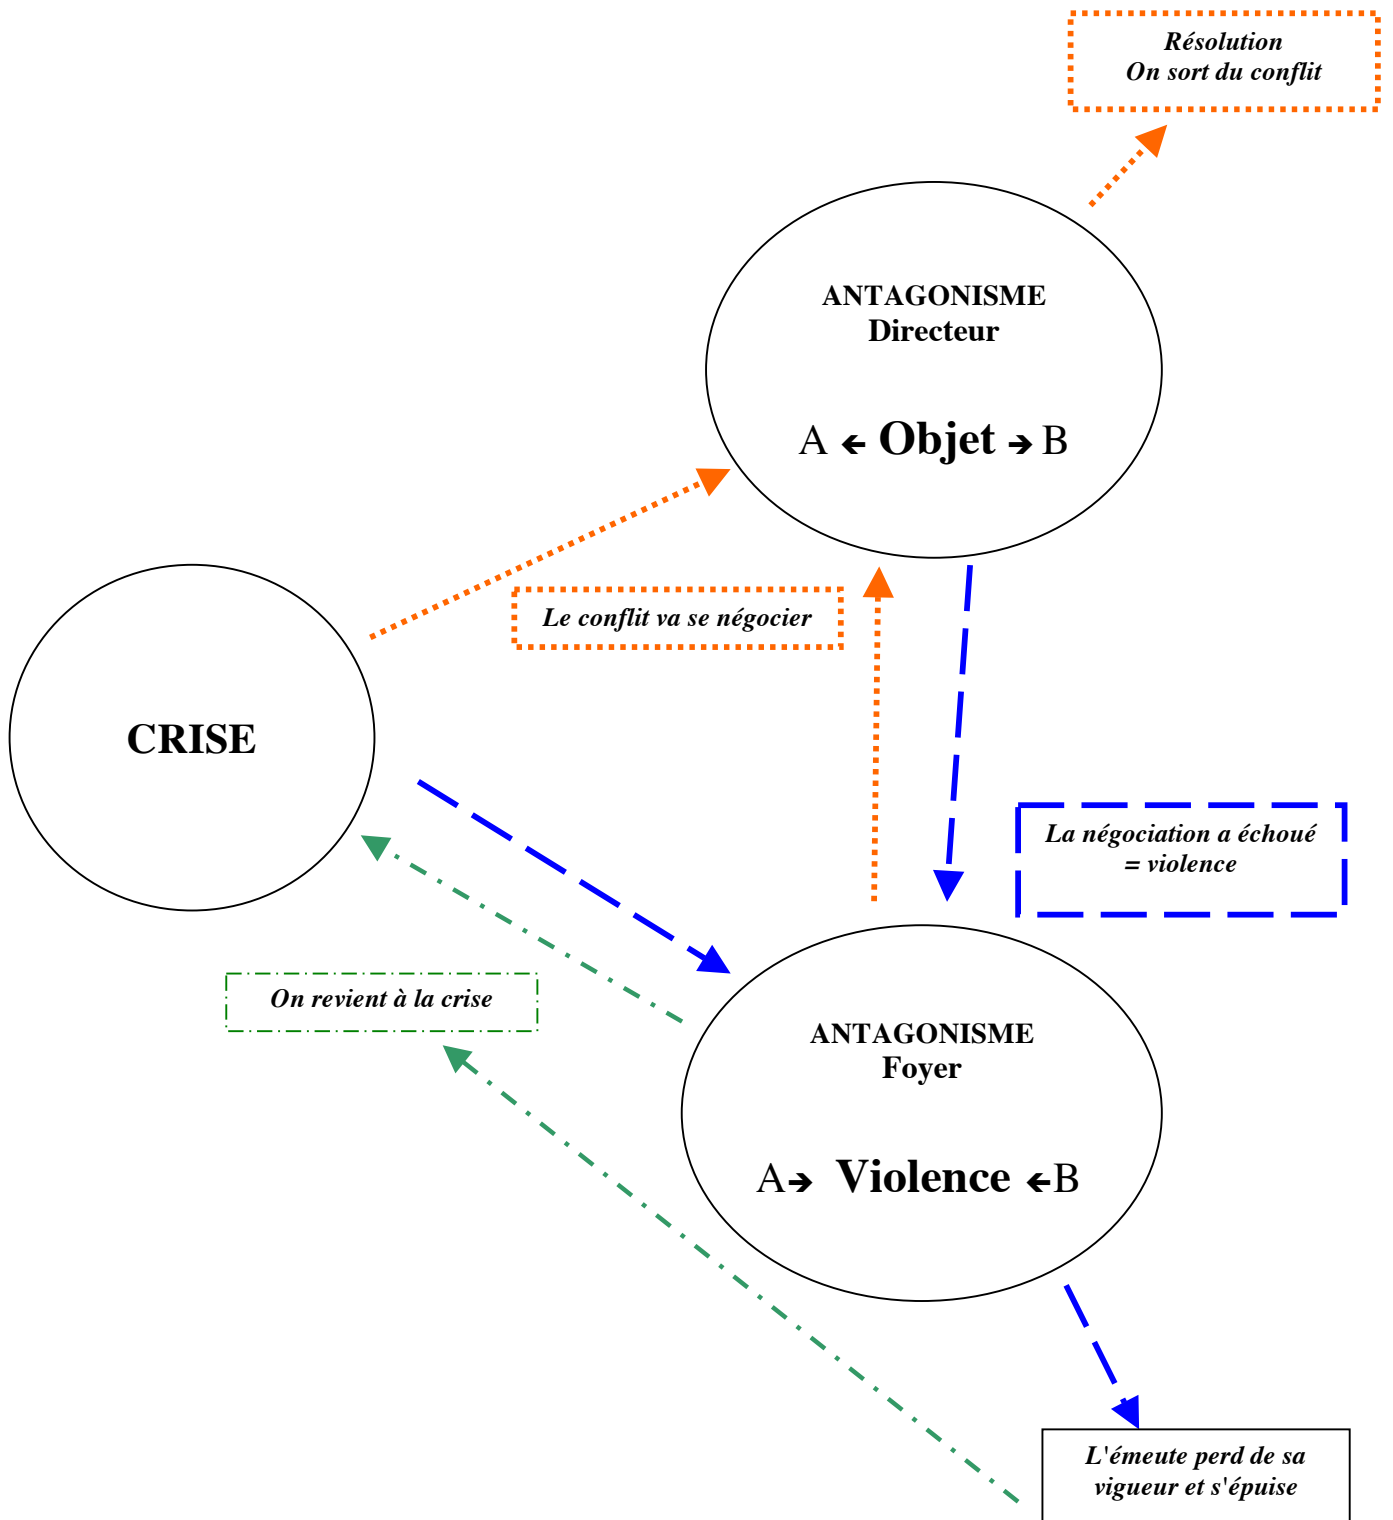 Résolution
On sort du conflit
ANTAGONISME
Directeur
A ← Objet → B
Le conflit va se négocier
CRISE
La négociation a échoué
= violence
On revient à la crise
ANTAGONISME
Foyer
A→ Violence ←B
L'émeute perd de sa
vigueur et s'épuise